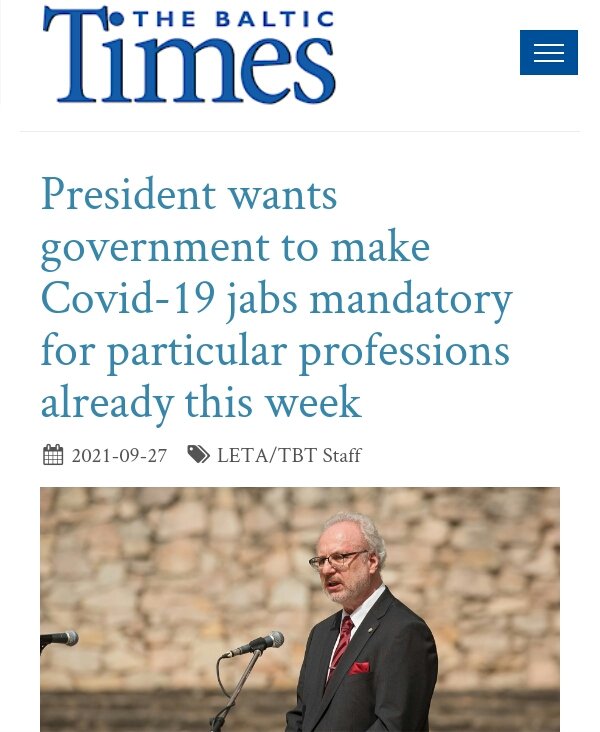 THE BALTIC
Times
President wants
government to make
Covid-19 jabs mandatory
for particular professions
already this week
2021-09-27 LETA/TBT Staff